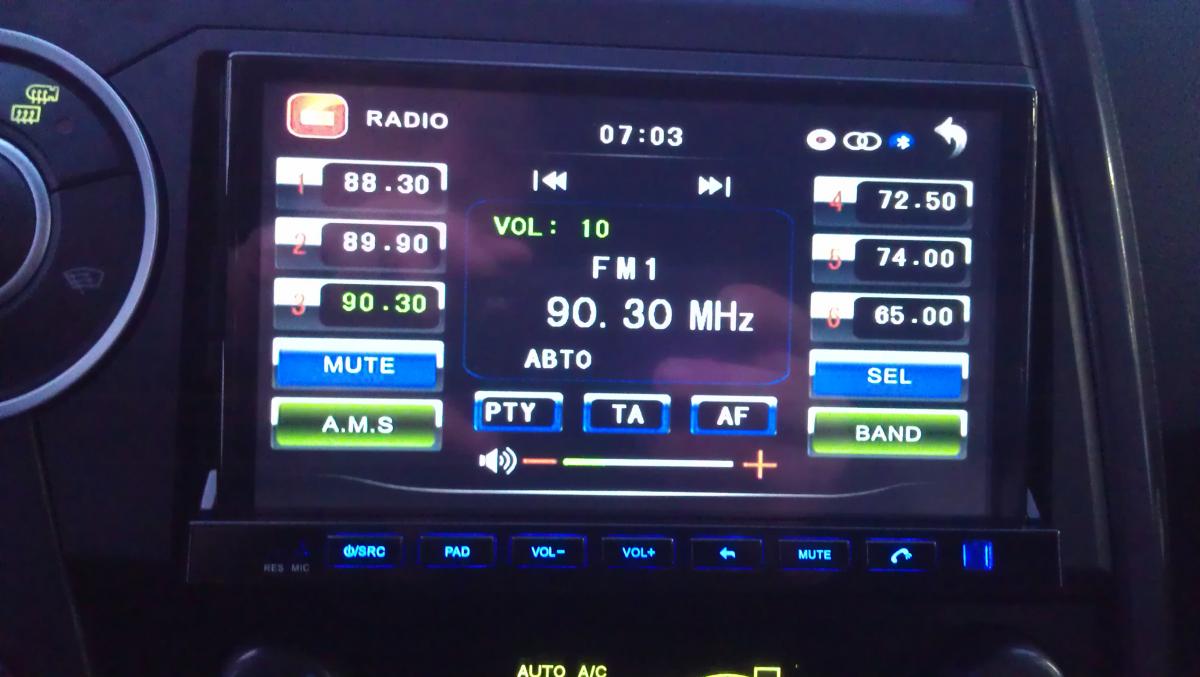 RADIO
07:03
1 88.30
2 89.90
3 90.30
VOL: 10
FM1
90.30 MHz
АВТО
4 72.50
5 74.00
6 65.00
MUTE
SEL
A.M.S
PTY
TA
AF
BAND
RES MIC
/SRC
PAD
VOL-
VOL+
MUTE
AUTO A/C